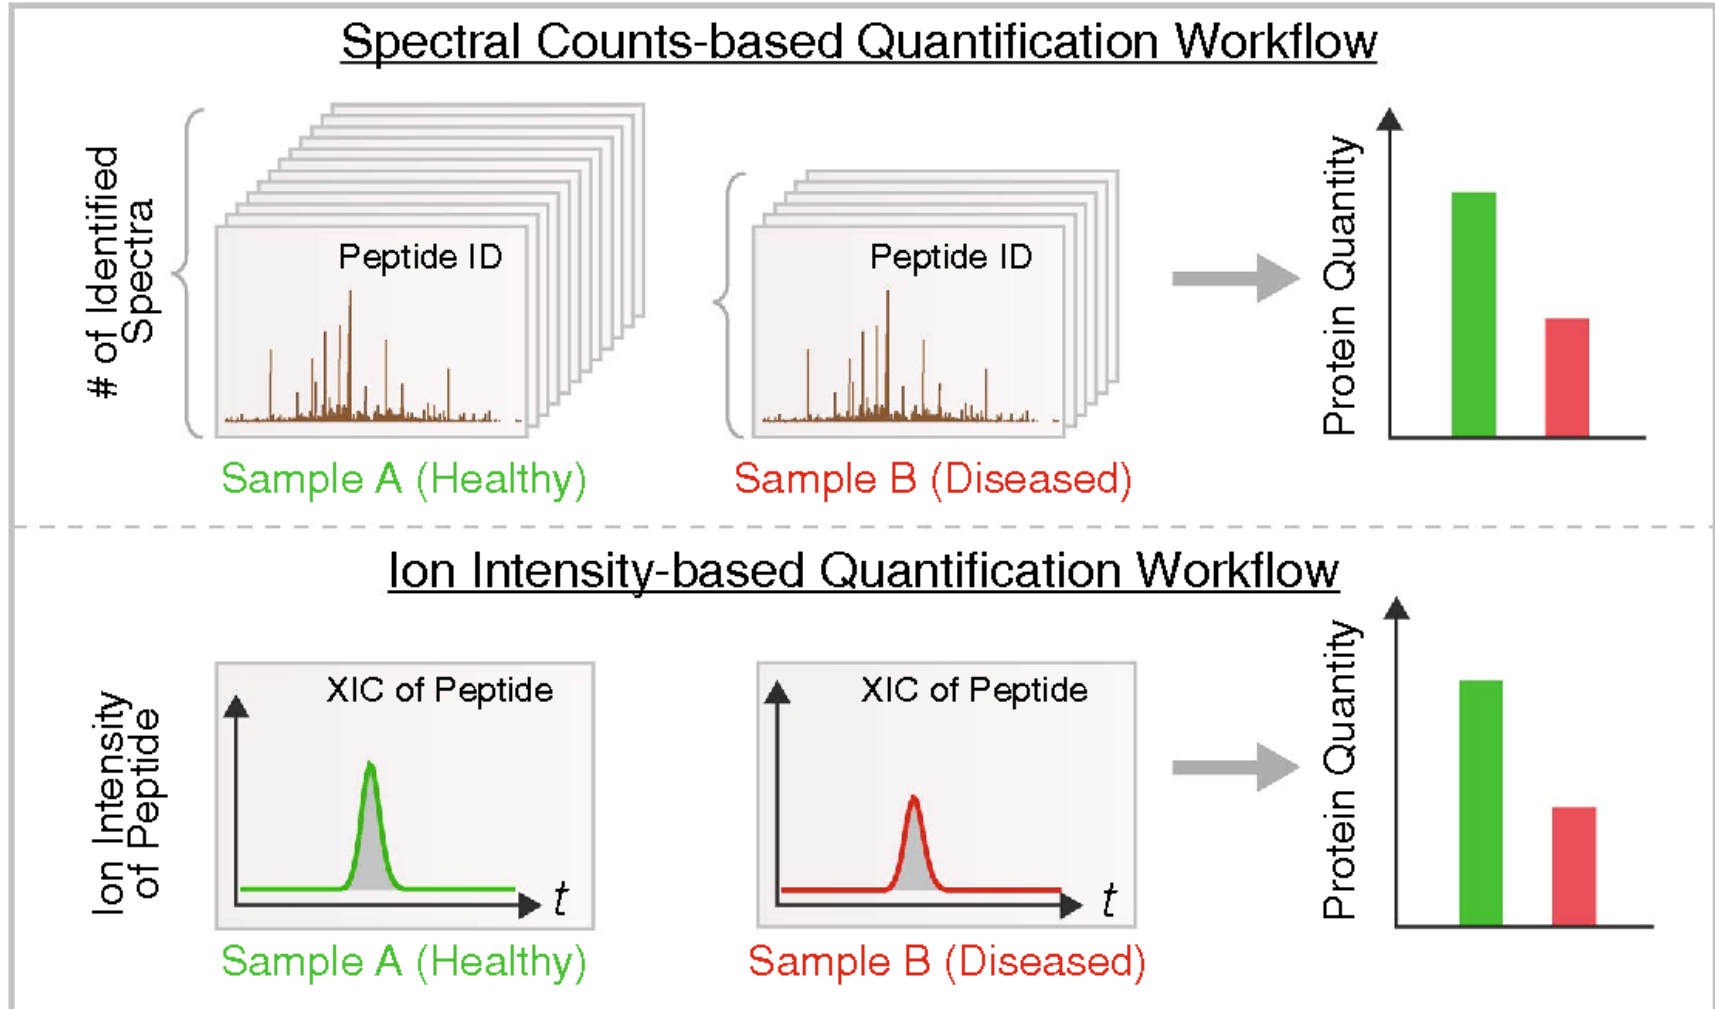 Spectral Counts-based Quantification Workflow
# of Identified
Spectra
Peptide ID
Peptide ID
Protein Quantity
Sample A (Healthy)
Sample B (Diseased)
Ion Intensity-based Quantification Workflow
Ion Intensity
of Peptide
XIC of Peptide
t
XIC of Peptide
t
Protein Quantity
Sample A (Healthy)
Sample B (Diseased)